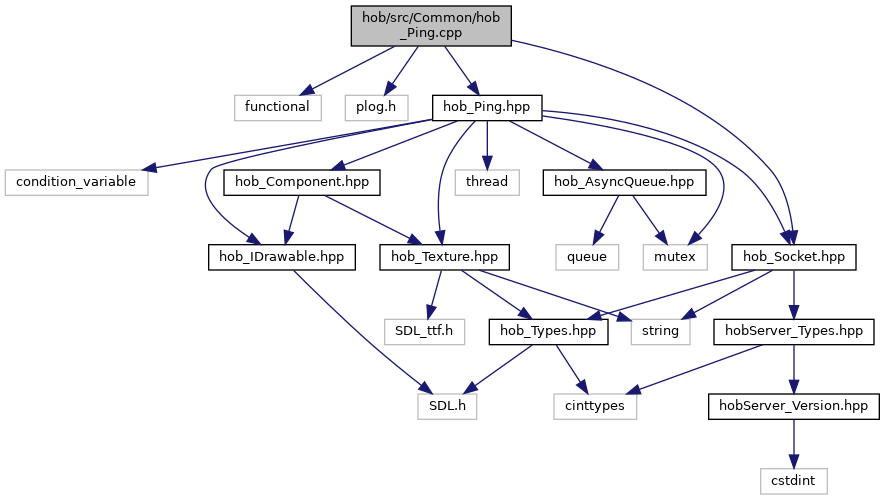 hob/src/Common/hob
_Ping.cpp
functional
plog.h
hob_Ping.hpp
condition_variable
hob_Component.hpp
thread
hob_AsyncQueue.hpp
hob_IDrawable.hpp
hob_Texture.hpp
queue
mutex
hob_Socket.hpp
SDL_ttf.h
hob_Types.hpp
string
hobServer_Types.hpp
SDL.h
cinttypes
hobServer_Version.hpp
cstdint